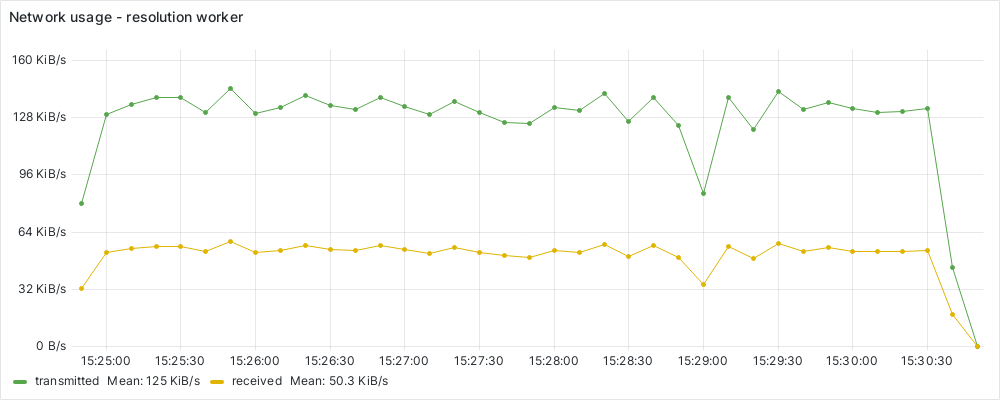 Network usage - resolution worker
160 KiB/s
128 KiB/s
96 KiB/s
64 KiB/s
32 KiB/s
0 B/s
15:25:00 15:25:30 15:26:00 15:26:30 15:27:00 15:27:30 15:28:00 15:28:30 15:29:00 15:29:30 15:30:00 15:30:30
transmitted Mean: 125 KiB/s received Mean: 50.3 KiB/s